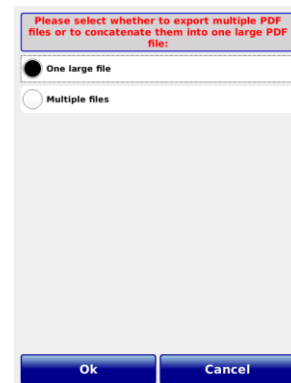 Please select whether to export multiple PDF
files or to concatenate them into one large PDF
file:
One large file
Multiple files
Ok
Cancel